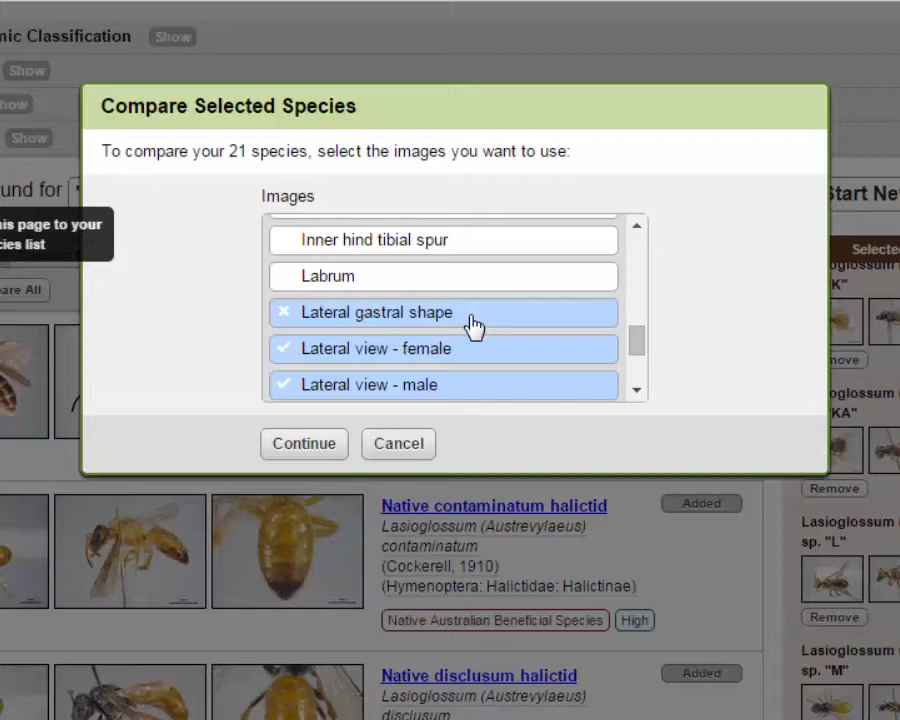 mic Classification Show
Show
how
Show
Compare Selected Species
To compare your 21 species, select the images you want to use:
Images
Inner hind tibial spur
Labrum
Lateral gastral shape
Lateral view - female
Lateral view - male
Continue Cancel
und for
his page to your
cies list
are All
Start Ne
Selecte
"K"
move
Lasioglossum
"KA"
Remove
Lasioglossum
sp. "L"
Remove
Lasioglossum
sp. "M"
Native contaminatum halictid Added
Lasioglossum (Austrevylaeus)
contaminatum
(Cockerell, 1910)
(Hymenoptera: Halictidae: Halictinae)
Native Australian Beneficial Species High
Native disclusum halictid Added
Lasioglossum (Austrevylaeus)
disclusum